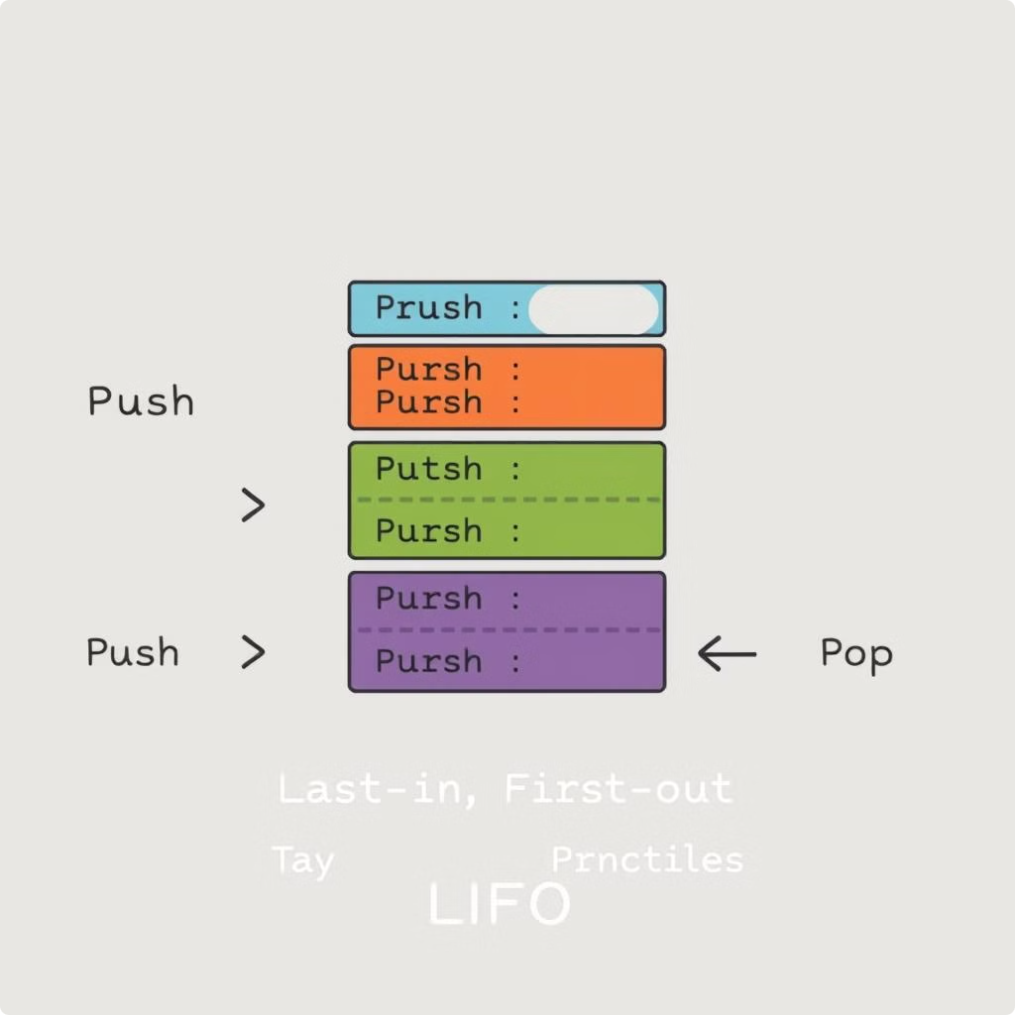 Prush :
Pursh :
Push
Pursh :
Putsh :
>
Pursh :
Pursh :
Push > Pursh : ← Pop
Last-in, First-out
Tay Prnctiles
LIFO